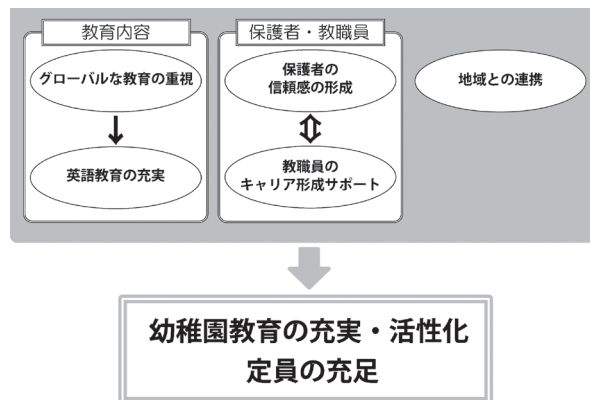 教育内容
グローバルな教育の重視
英語教育の充実
保護者・教職員
保護者の
信頼感の形成
教職員の
キャリア形成サポート
地域との連携
幼稚園教育の充実・活性化
定員の充足